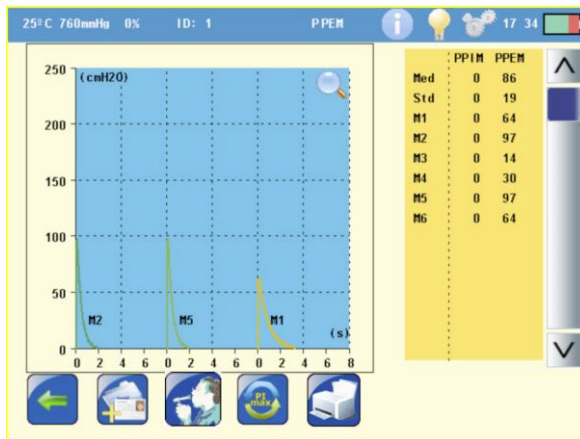 25ºC 760mmHg 0% ID: 1 PPEM 17 34
(cmH2O)
250
200
150
100
50
0
M2 M5 M1
(s)
0 2 4 6 0 2 4 6 0 2 4 6 8
PPIM PPEM
Med 0 86
Std 0 19
M1 0 64
M2 0 97
M3 0 14
M4 0 30
M5 0 97
M6 0 64
PI
max